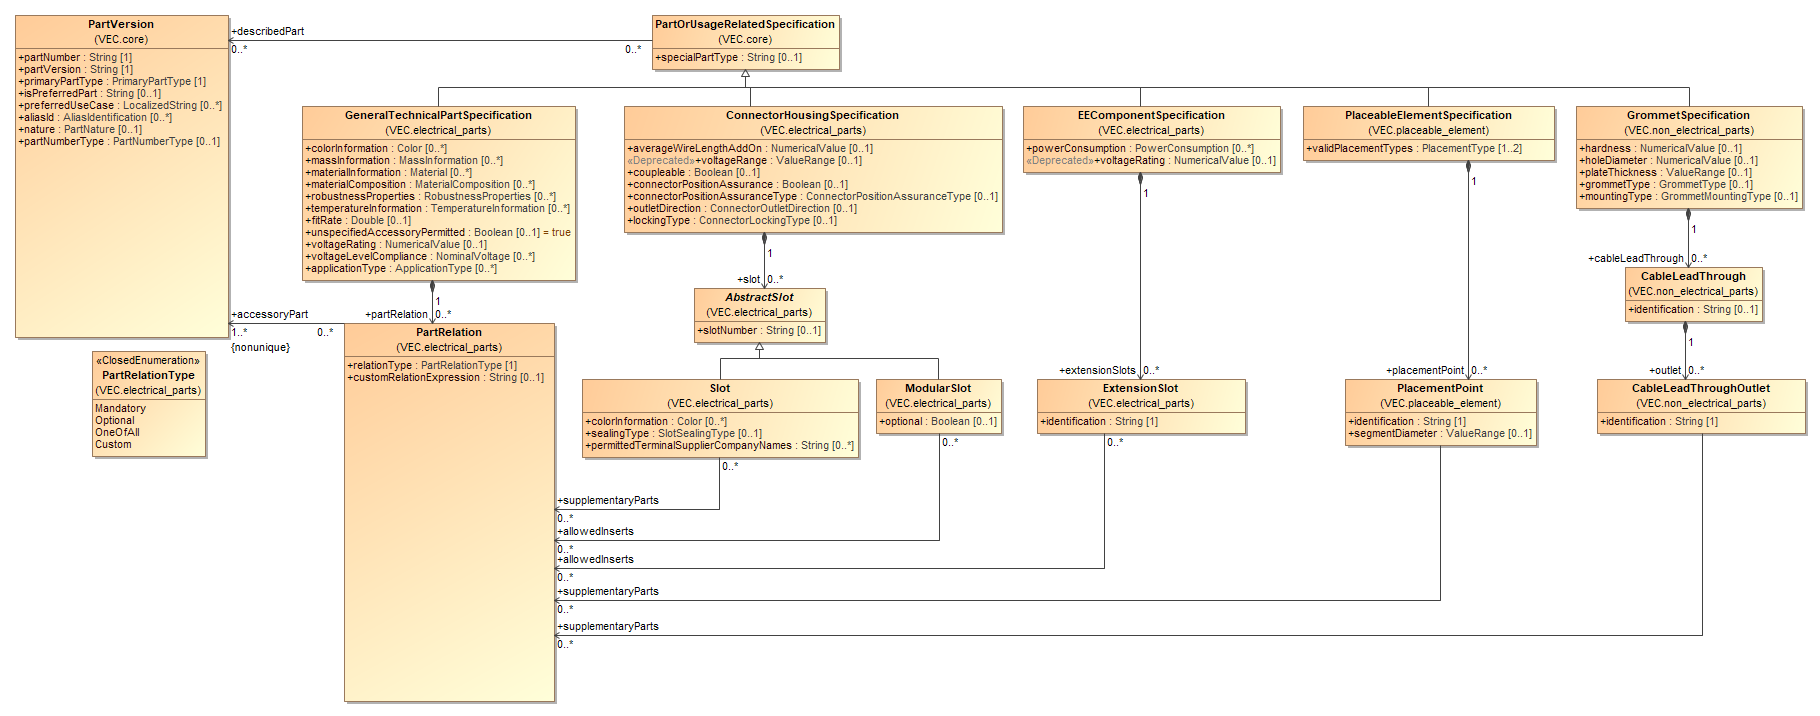 PartVersion
(VEC.core)
+partNumber : String [1]
+partVersion : String [1]
+primaryPartType : PrimaryPartType [1]
+isPreferredPart : String [0..1]
+preferredUseCase : LocalizedString [0..*]
+aliasId : AliasIdentification [0..*]
+nature : PartNature [0..1]
+partNumberType : PartNumberType [0..1]
+describedPart
0..*
0..*
PartOrUsageRelatedSpecification
(VEC.core)
+specialPartType : String [0..1]
GeneralTechnicalPartSpecification
(VEC.electrical_parts)
+colorInformation : Color [0..*]
+massInformation : MassInformation [0..*]
+materialInformation : Material [0..*]
+materialComposition : MaterialComposition [0..*]
+robustnessProperties : RobustnessProperties [0..*]
+temperatureInformation : TemperatureInformation [0..*]
+fitRate : Double [0..1]
+unspecifiedAccessoryPermitted : Boolean [0..1] = true
+voltageRating : NumericalValue [0..1]
+voltageLevelCompliance : NominalVoltage [0..*]
+applicationType : ApplicationType [0..*]
ConnectorHousingSpecification
(VEC.electrical_parts)
+averageWireLengthAddOn : NumericalValue [0..1]
«Deprecated»+voltageRange : ValueRange [0..1]
+coupleable : Boolean [0..1]
+connectorPositionAssurance : Boolean [0..1]
+connectorPositionAssuranceType : ConnectorPositionAssuranceType [0..1]
+outletDirection : ConnectorOutletDirection [0..1]
+lockingType : ConnectorLockingType [0..1]
EEComponentSpecification
(VEC.electrical_parts)
+powerConsumption : PowerConsumption [0..*]
«Deprecated»+voltageRating : NumericalValue [0..1]
PlaceableElementSpecification
(VEC.placeable_element)
+validPlacementTypes : PlacementType [1..2]
GrommetSpecification
(VEC.non_electrical_parts)
+hardness : NumericalValue [0..1]
+holeDiameter : NumericalValue [0..1]
+plateThickness : ValueRange [0..1]
+grommetType : GrommetType [0..1]
+mountingType : GrommetMountingType [0..1]
1
1
1
1
+cableLeadThrough
0..*
CableLeadThrough
(VEC.non_electrical_parts)
+identification : String [0..1]
+slot
0..*
AbstractSlot
(VEC.electrical_parts)
+slotNumber : String [0..1]
1
+partRelation
0..*
+accessoryPart
1..*
0..*
{nonunique}
PartRelation
(VEC.electrical_parts)
+relationType : PartRelationType [1]
+customRelationExpression : String [0..1]
«ClosedEnumeration»
PartRelationType
(VEC.electrical_parts)
Mandatory
Optional
OneOfAll
Custom
1
+extensionSlots
0..*
+placementPoint
0..*
+outlet
0..*
Slot
(VEC.electrical_parts)
+colorInformation : Color [0..*]
+sealingType : SlotSealingType [0..1]
+permittedTerminalSupplierCompanyNames : String [0..*]
ModularSlot
(VEC.electrical_parts)
+optional : Boolean [0..1]
ExtensionSlot
(VEC.electrical_parts)
+identification : String [1]
PlacementPoint
(VEC.placeable_element)
+identification : String [1]
+segmentDiameter : ValueRange [0..1]
CableLeadThroughOutlet
(VEC.non_electrical_parts)
+identification : String [1]
0..*
0..*
0..*
+supplementaryParts
0..*
+allowedInserts
0..*
+allowedInserts
0..*
+supplementaryParts
0..*
+supplementaryParts
0..*